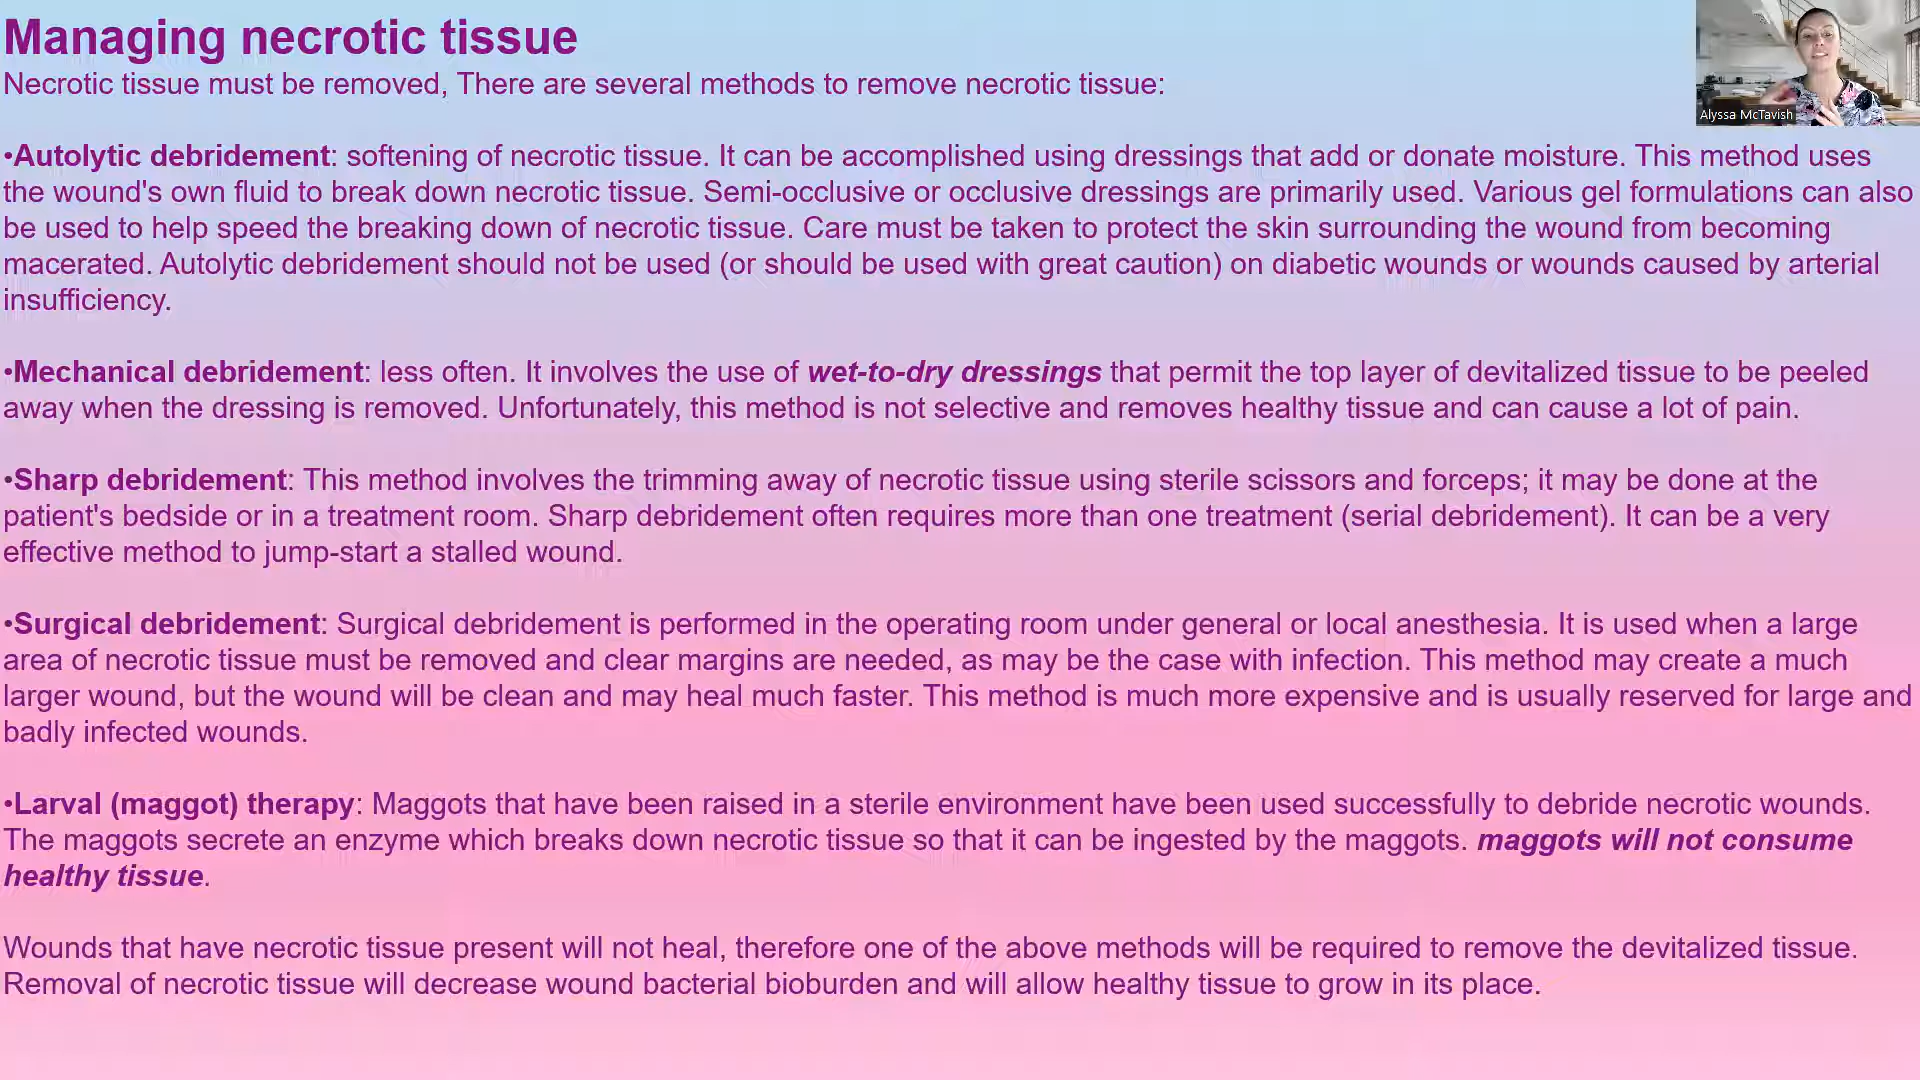 Managing necrotic tissue
Necrotic tissue must be removed, There are several methods to remove necrotic tissue:
Alyssa McTavish
•Autolytic debridement: softening of necrotic tissue. It can be accomplished using dressings that add or donate moisture. This method uses
the wound's own fluid to break down necrotic tissue. Semi-occlusive or occlusive dressings are primarily used. Various gel formulations can also
be used to help speed the breaking down of necrotic tissue. Care must be taken to protect the skin surrounding the wound from becoming
macerated. Autolytic debridement should not be used (or should be used with great caution) on diabetic wounds or wounds caused by arterial
insufficiency.
•Mechanical debridement: less often. It involves the use of wet-to-dry dressings that permit the top layer of devitalized tissue to be peeled
away when the dressing is removed. Unfortunately, this method is not selective and removes healthy tissue and can cause a lot of pain.
•Sharp debridement: This method involves the trimming away of necrotic tissue using sterile scissors and forceps; it may be done at the
patient's bedside or in a treatment room. Sharp debridement often requires more than one treatment (serial debridement). It can be a very
effective method to jump-start a stalled wound.
•Surgical debridement: Surgical debridement is performed in the operating room under general or local anesthesia. It is used when a large
area of necrotic tissue must be removed and clear margins are needed, as may be the case with infection. This method may create a much
larger wound, but the wound will be clean and may heal much faster. This method is much more expensive and is usually reserved for large and
badly infected wounds.
•Larval (maggot) therapy: Maggots that have been raised in a sterile environment have been used successfully to debride necrotic wounds.
The maggots secrete an enzyme which breaks down necrotic tissue so that it can be ingested by the maggots. maggots will not consume
healthy tissue.
Wounds that have necrotic tissue present will not heal, therefore one of the above methods will be required to remove the devitalized tissue.
Removal of necrotic tissue will decrease wound bacterial bioburden and will allow healthy tissue to grow in its place.